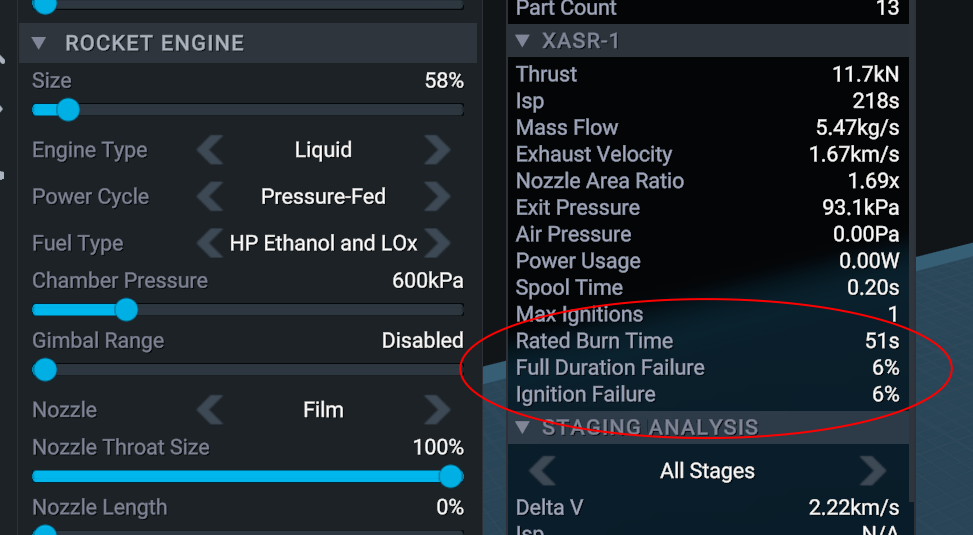 ROCKET ENGINE
Size 58%
Engine Type Liquid
Power Cycle Pressure-Fed
Fuel Type HP Ethanol and LOx
Chamber Pressure 600kPa
Gimbal Range Disabled
Nozzle Film
Nozzle Throat Size 100%
Nozzle Length 0%
Part Count 13
XASR-1
Thrust 11.7kN
Isp 218s
Mass Flow 5.47kg/s
Exhaust Velocity 1.67km/s
Nozzle Area Ratio 1.69x
Exit Pressure 93.1kPa
Air Pressure 0.00Pa
Power Usage 0.00W
Spool Time 0.20s
Max Ignitions 1
Rated Burn Time 51s
Full Duration Failure 6%
Ignition Failure 6%
STAGING ANALYSIS
All Stages
Delta V 2.22km/s
Isp N/A